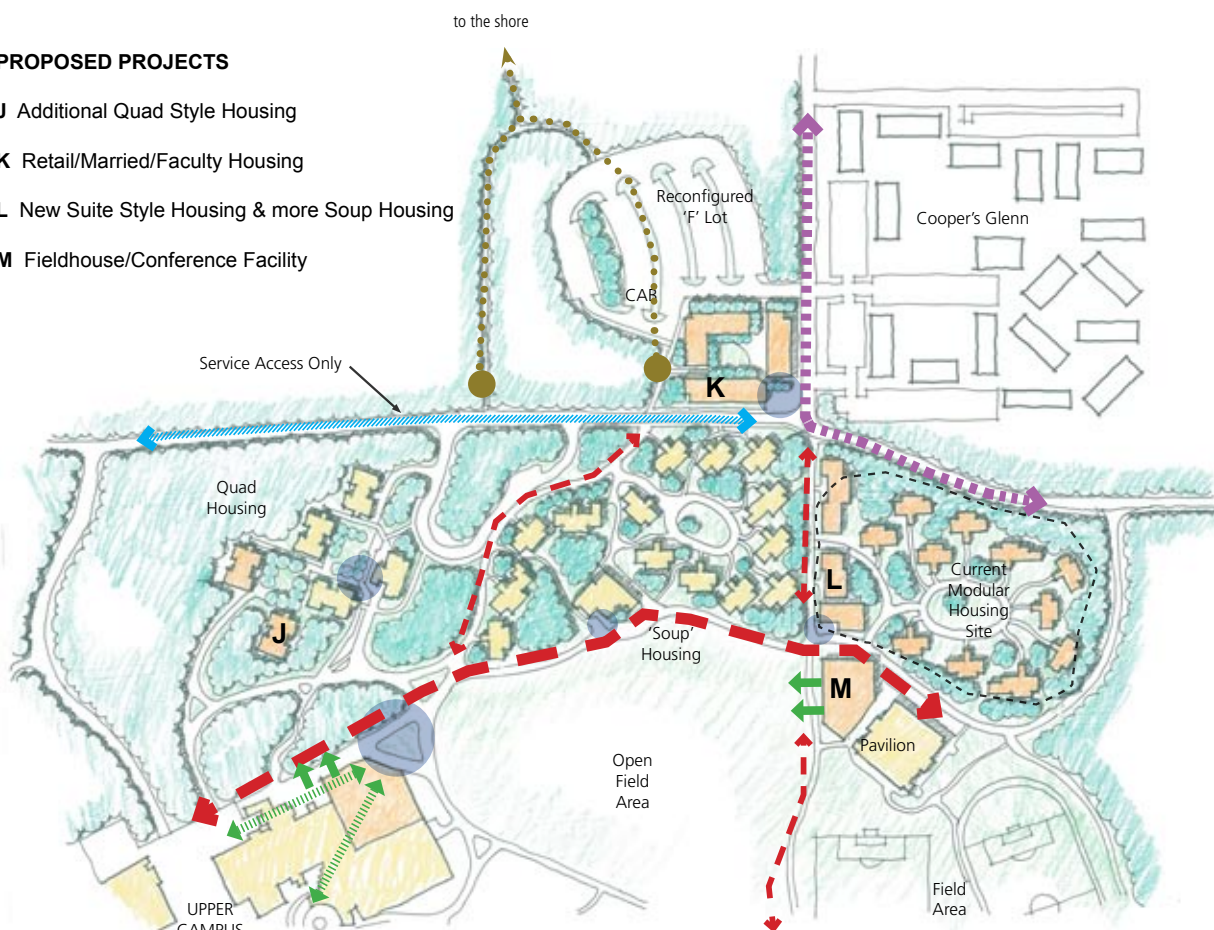 to the shore
PROPOSED PROJECTS
J Additional Quad Style Housing
K Retail/Married/Faculty Housing
L New Suite Style Housing & more Soup Housing
M Fieldhouse/Conference Facility
Reconfigured
'F' Lot
Cooper's Glenn
CAR
Service Access Only
K
Quad
Housing
L
Current
Modular
Housing
Site
J
'Soup'
Housing
M
Pavilion
Open
Field
Area
Field
Area
UPPER
CAMPUS